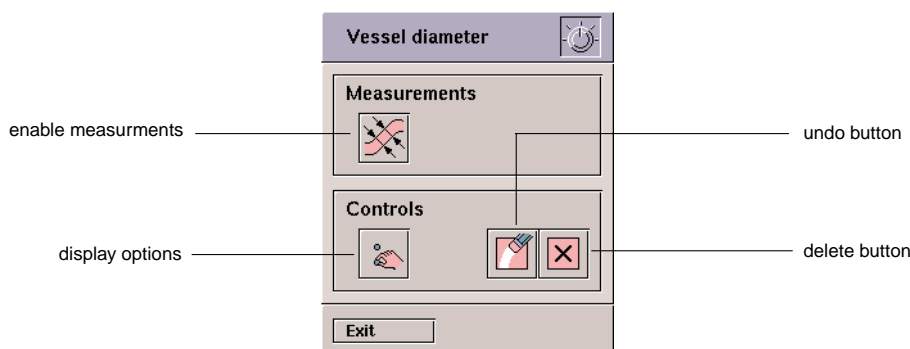 Vessel diameter
Measurements
enable measurments
undo button
Controls
display options
delete button
Exit